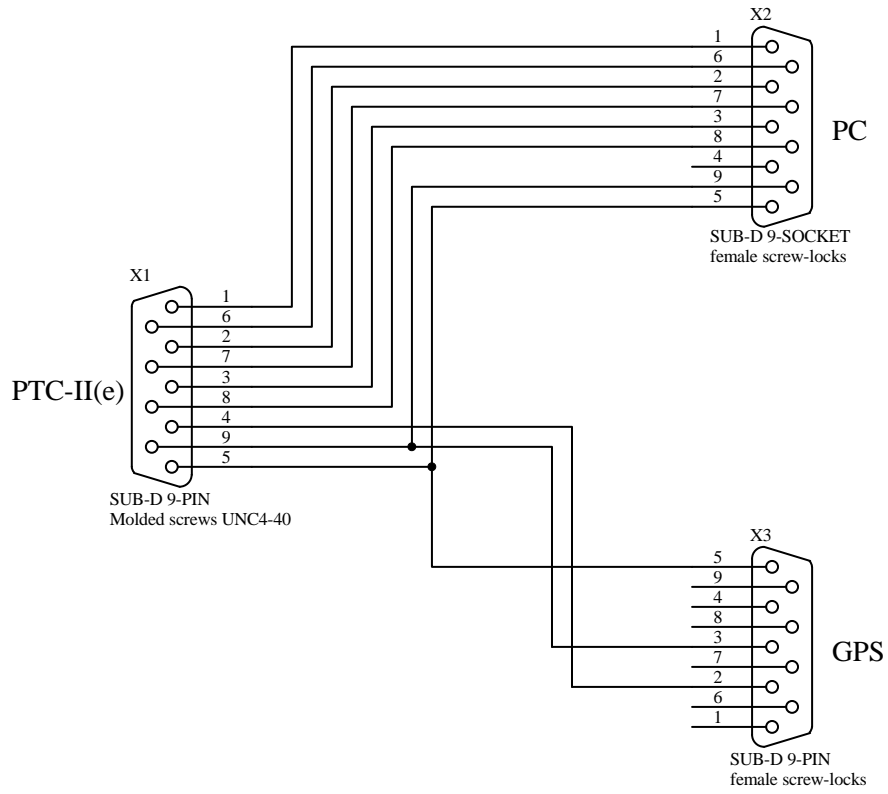 X2
1
6
2
7
3
8
4
9
5
PC
SUB-D 9-SOCKET
female screw-locks
X1
1
6
2
7
3
8
4
9
5
PTC-II(e)
SUB-D 9-PIN
Molded screws UNC4-40
X3
5
9
4
8
3
7
2
6
1
GPS
SUB-D 9-PIN
female screw-locks